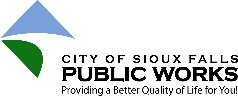 CITY OF SIOUX FALLS
PUBLIC WORKS
Providing a Better Quality of Life for You!